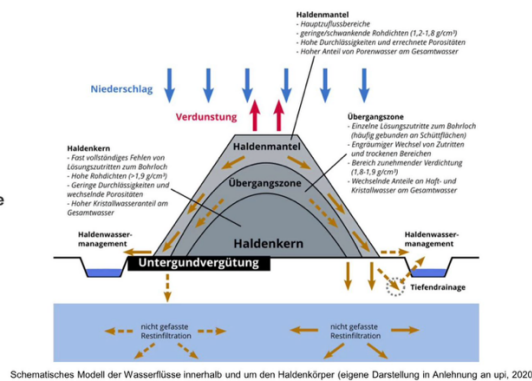 Haldenmantel
- Hauptzuflussbereiche
- geringe/schwankende Rohdichten (1,2-1,8 g/cm³)
- Hohe Durchlässigkeiten und errechnete Porositäten
- Hoher Anteil von Porenwasser am Gesamtwasser
Niederschlag
Verdunstung
Übergangszone
- Einzelne Lösungszutritte zum Bohrloch
(häufig gebunden an Schüttflächen)
- Engräumiger Wechsel von Zutritten
und trockenen Bereichen
- Bereich zunehmender Verdichtung
(1,8-1,9 g/cm³)
- Wechselnde Anteile an Haft- und
Kristallwasser am Gesamtwasser
Haldenkern
- Fast vollständiges Fehlen von
Lösungszutritten zum Bohrloch
- Hohe Rohdichten (>1,9 g/cm³)
- Geringe Durchlässigkeiten und
wechselnde Porositäten
- Hoher Kristallwasseranteil am
Gesamtwasser
Haldenmantel
Übergangszone
Haldenkern
e
Haldenwasser-
management
Haldenwasser-
management
Untergundvergütung
Tiefendrainage
nicht gefasste
Restinfiltration
nicht gefasste
Restinfiltration
Schematisches Modell der Wasserflüsse innerhalb und um den Haldenkörper (eigene Darstellung in Anlehnung an upi, 2020